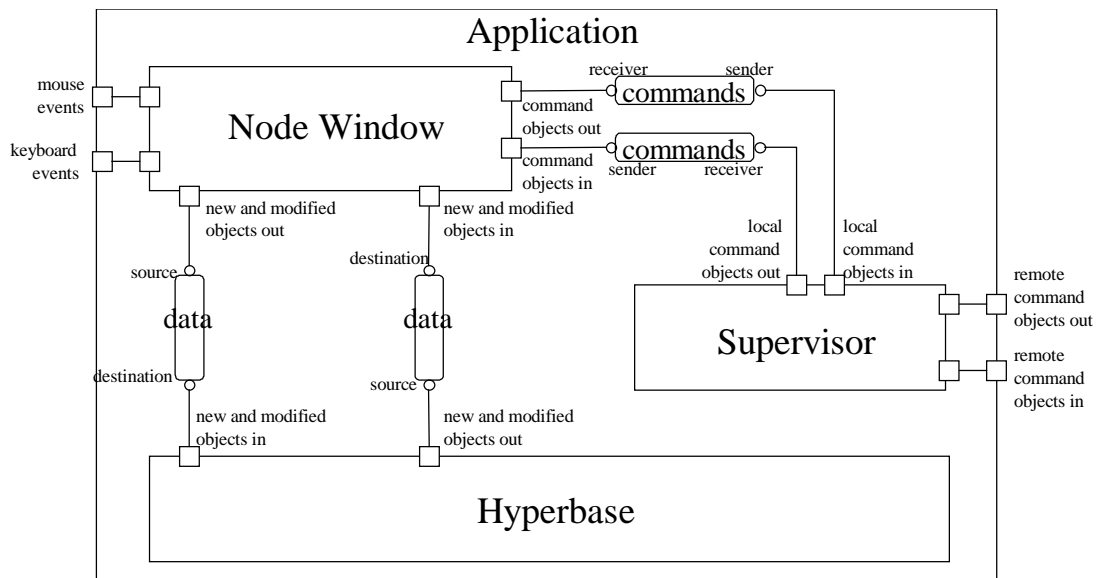 Application
mouse
events
keyboard
events
Node Window
receiver
sender
commands
command
objects out
commands
command
objects in
sender
receiver
new and modified
objects out
new and modified
objects in
local
command
objects out
local
command
objects in
source
destination
data
data
destination
source
Supervisor
remote
command
objects out
remote
command
objects in
new and modified
objects in
new and modified
objects out
Hyperbase